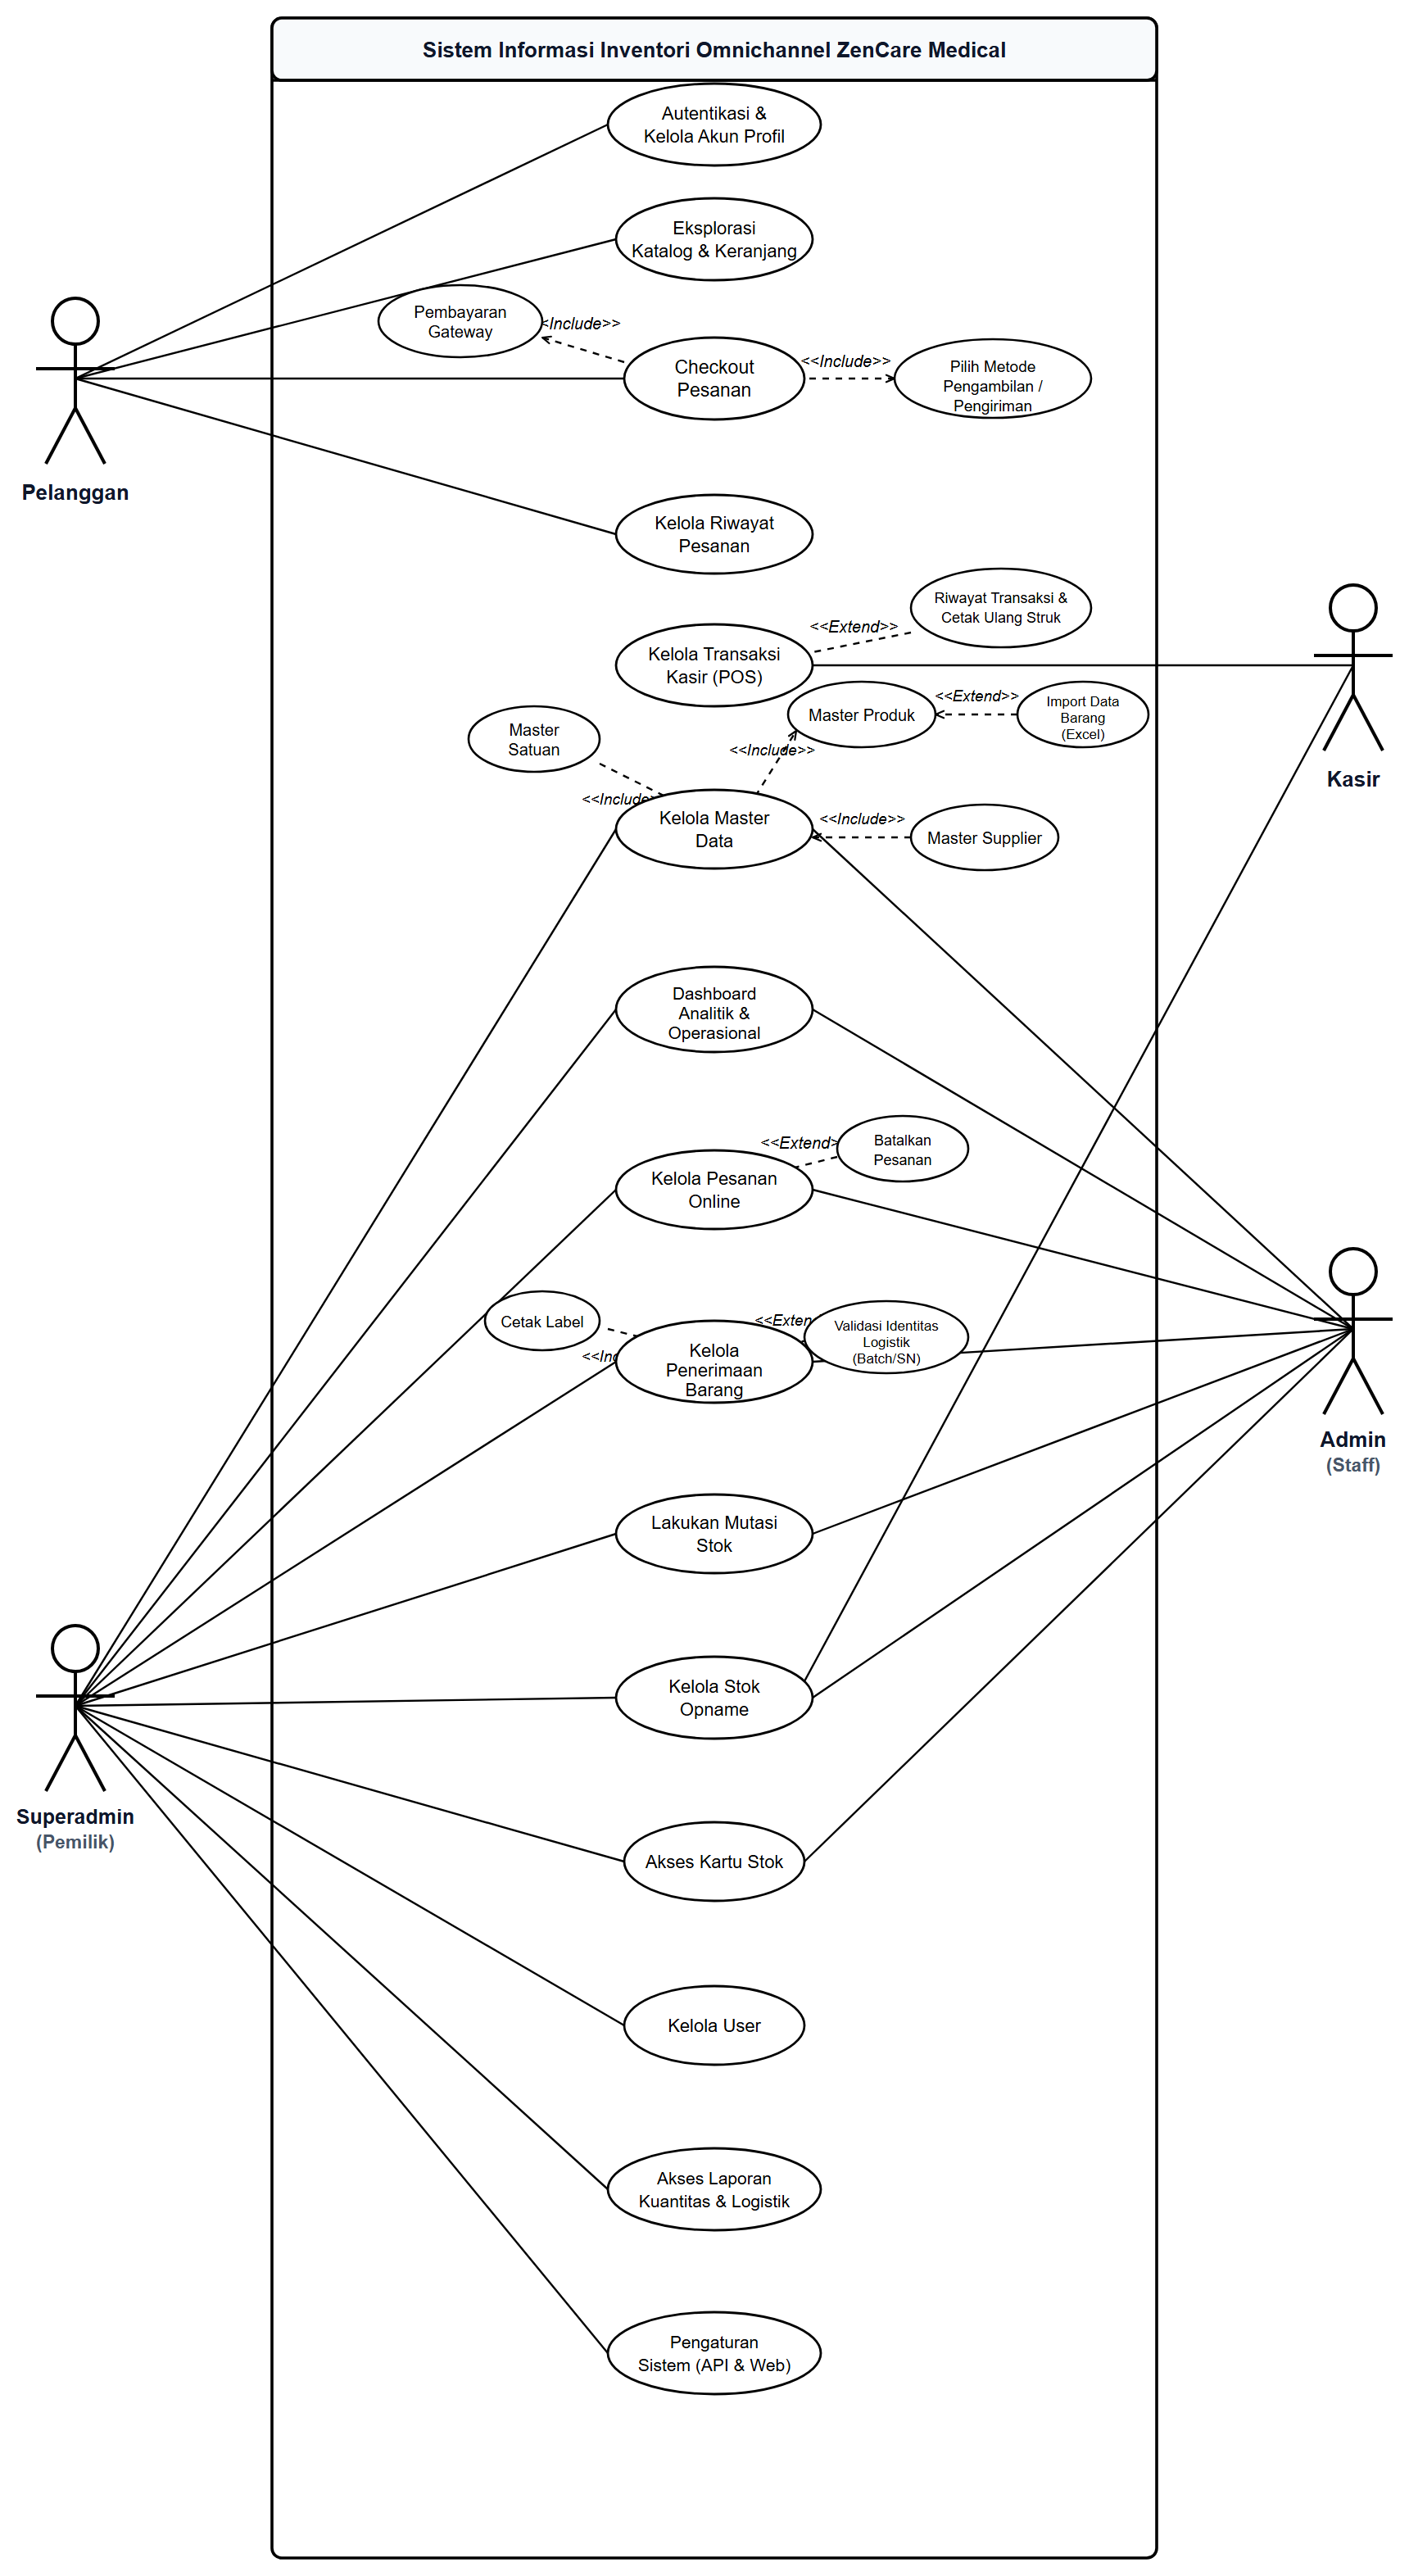 Sistem Informasi Inventori Omnichannel ZenCare Medical
Autentikasi &
Kelola Akun Profil
Eksplorasi
Katalog & Keranjang
Pembayaran
Gateway
<Include>>
Checkout
Pesanan
<<Include>>
Pilih Metode
Pengambilan /
Pengiriman
Pelanggan
Kelola Riwayat
Pesanan
Riwayat Transaksi &
Cetak Ulang Struk
<<Extend>>
Kelola Transaksi
Kasir (POS)
Kasir
Master Produk
<<Extend>>
Import Data
Barang
(Excel)
Master
Satuan
<<Include>>
<<Include
Kelola Master
Data
<<Include>>
Master Supplier
Dashboard
Analitik &
Operasional
<<Extend>
Batalkan
Pesanan
Kelola Pesanan
Online
Cetak Label
<<Exten
Validasi Identitas
Logistik
(Batch/SN)
<<Inc
Kelola
Penerimaan
Barang
Admin
(Staff)
Lakukan Mutasi
Stok
Kelola Stok
Opname
Superadmin
(Pemilik)
Akses Kartu Stok
Kelola User
Akses Laporan
Kuantitas & Logistik
Pengaturan
Sistem (API & Web)